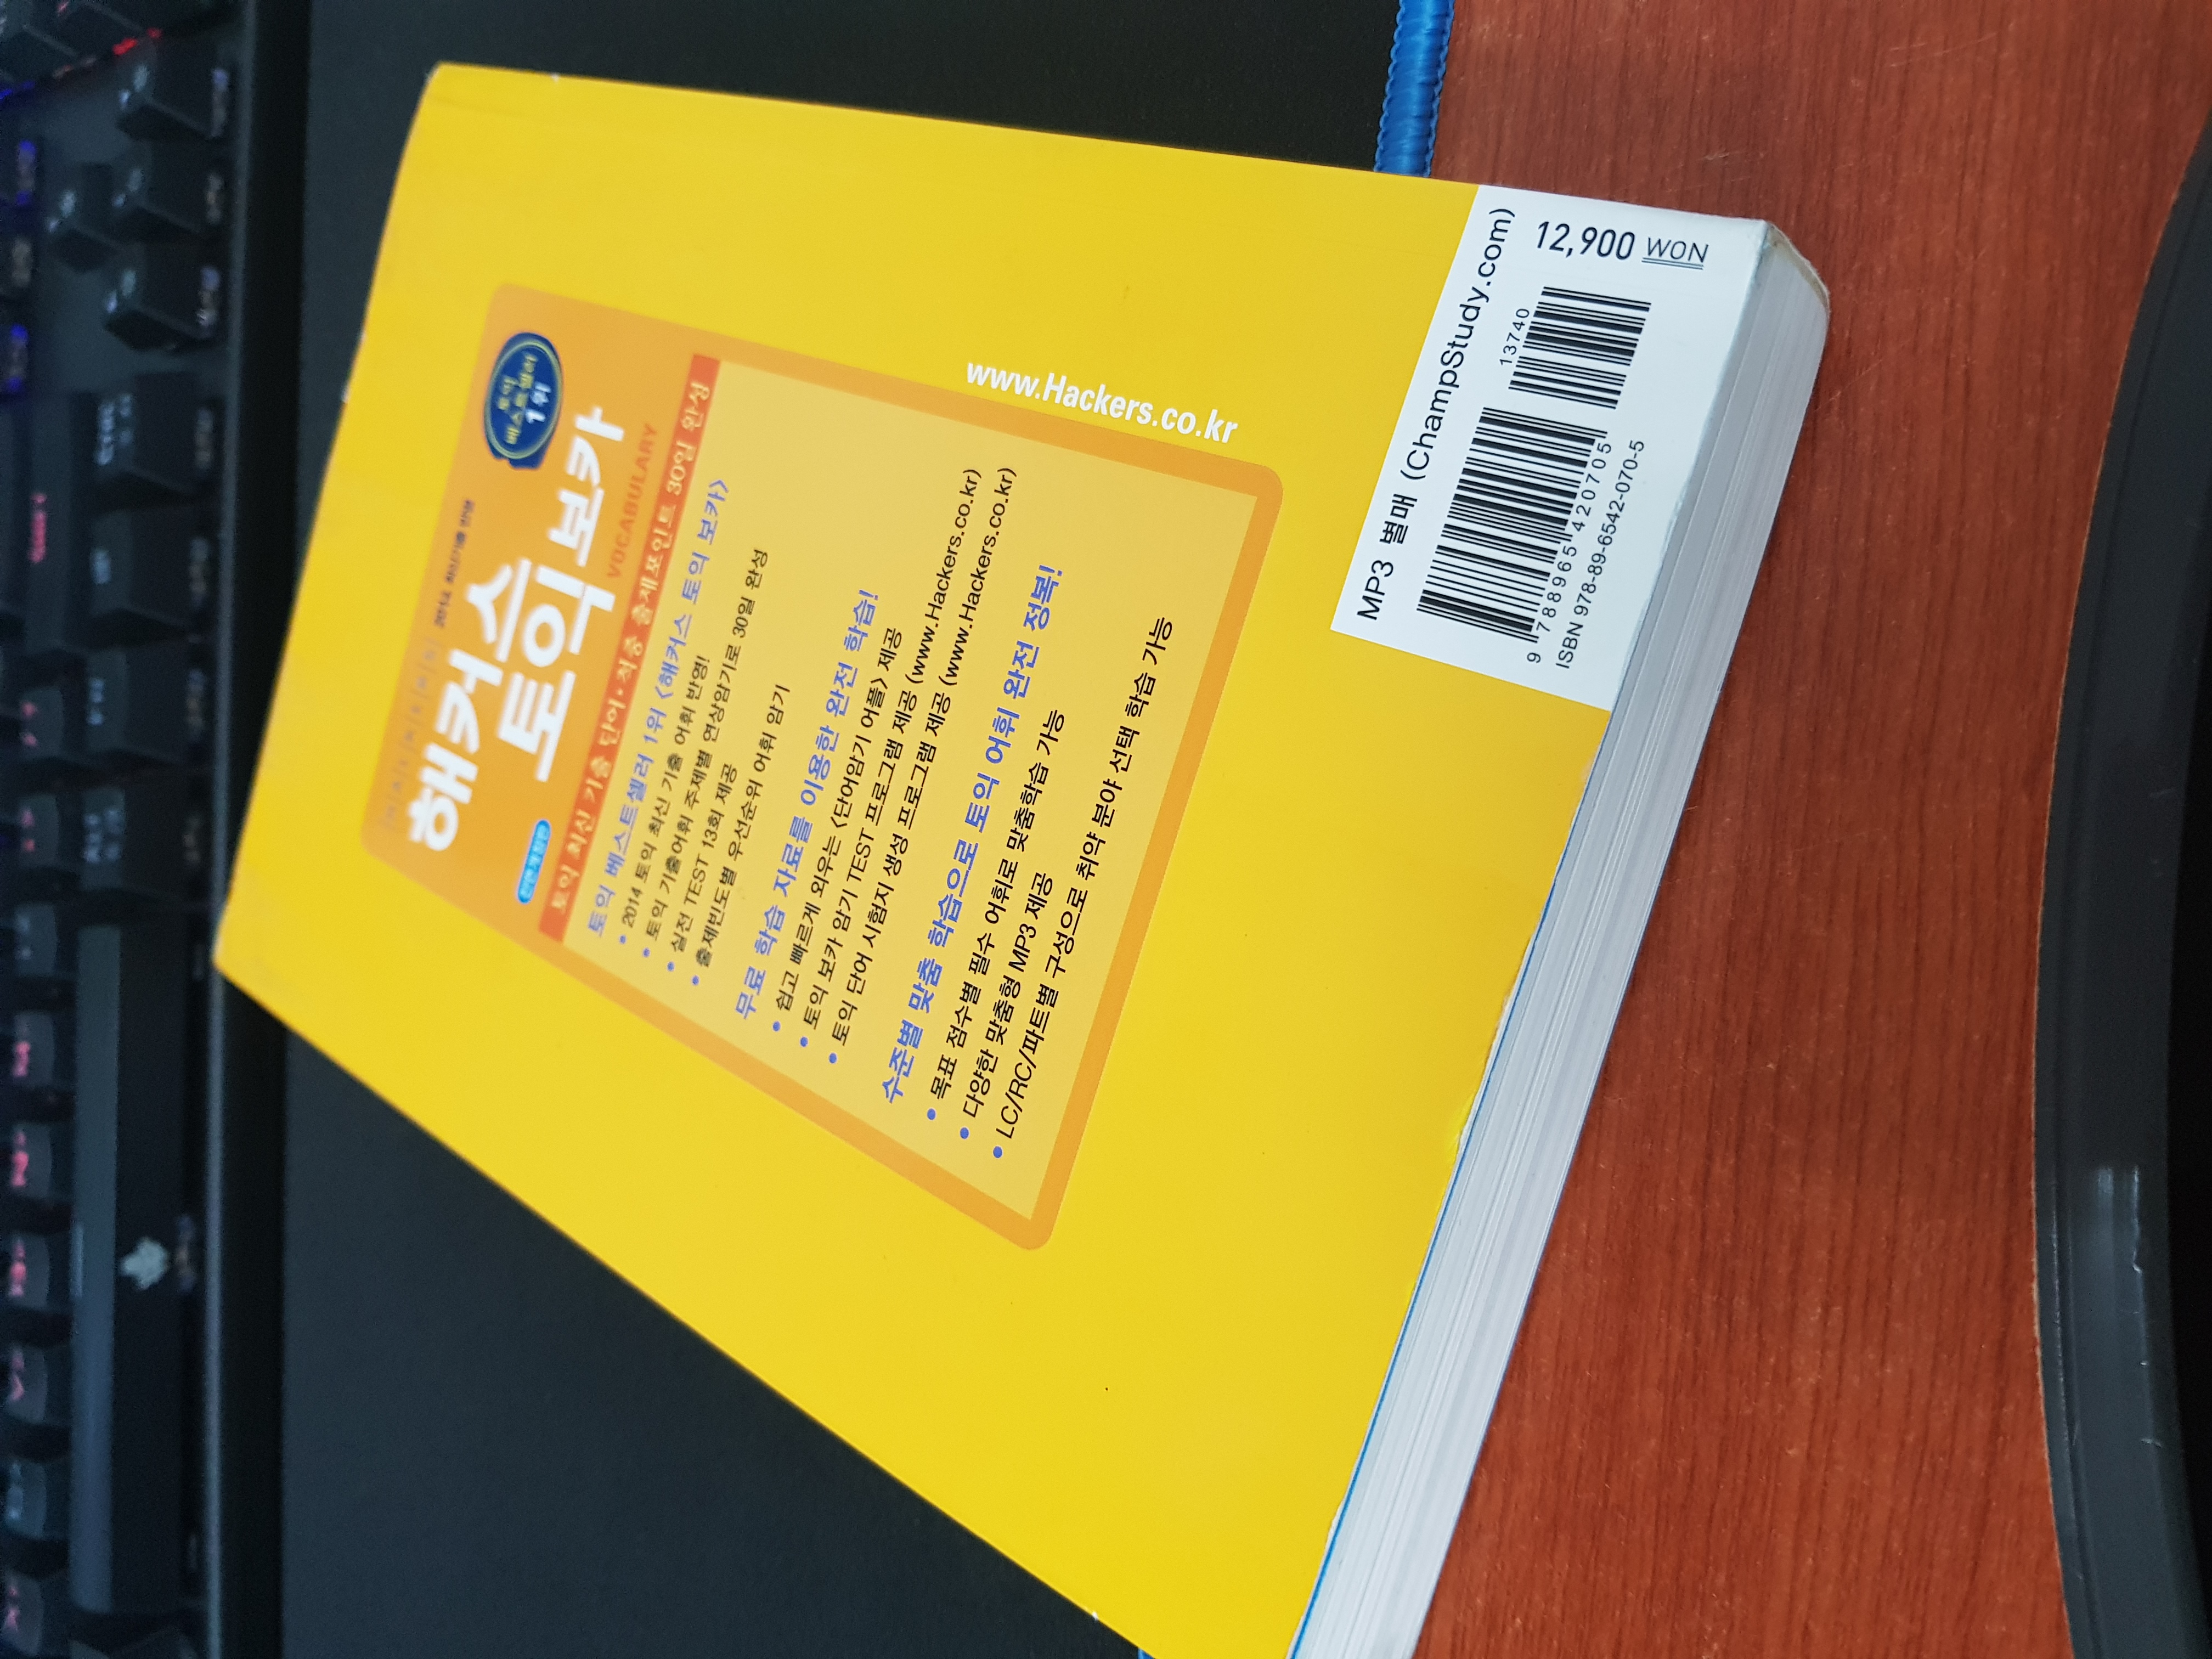 HACKERS
2014 최신기출 반영
해커스
토익 보카
VOCABULARY
전면개정판
토익
베스트셀러
1위
토익 최신 기출 단어·적중 출제포인트 30일 완성
토익 베스트셀러 1위 〈해커스 토익 보카〉
• 2014 토익 최신 기출 어휘 반영!
• 토익 기출어휘 주제별 연상암기로 30일 완성
• 실전 TEST 13회 제공
• 출제빈도별 우선순위 어휘 암기
무료 학습 자료를 이용한 완전 학습!
• 쉽고 빠르게 외우는 〈단어암기 어플〉 제공
• 토익 보카 암기 TEST 프로그램 제공 (www.Hackers.co.kr)
• 토익 단어 시험지 생성 프로그램 제공 (www.Hackers.co.kr)
수준별 맞춤 학습으로 토익 어휘 완전 정복!
• 목표 점수별 필수 어휘로 맞춤학습 가능
• 다양한 맞춤형 MP3 제공
• LC/RC/파트별 구성으로 취약 분야 선택 학습 가능
www.Hackers.co.kr
MP3 별매 (ChampStudy.com)
13740
9 788965 420705
ISBN 978-89-6542-070-5
12,900 WON